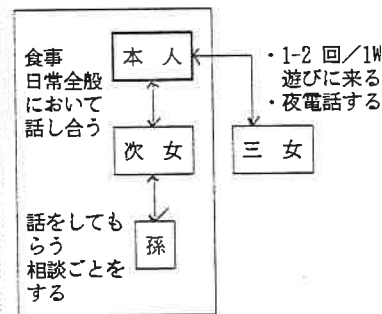 食事
日常全般
において
話し合う
本 人
・1-2 回／1W
遊びに来る
・夜電話する
次 女
三 女
話をしても
らう
相談ごとを
する
孫